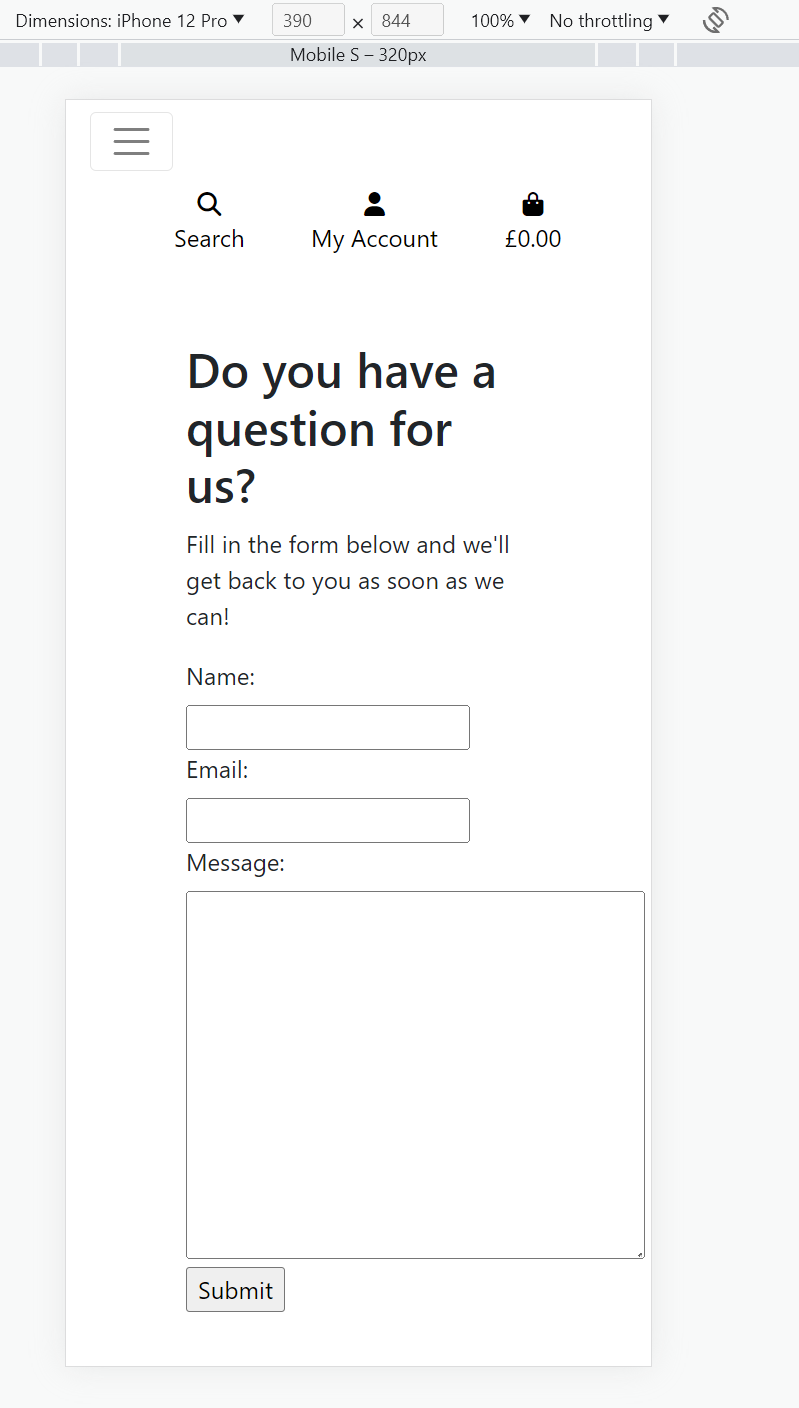 Dimensions: iPhone 12 Pro ▼ 390 × 844 100% ▼ No throttling ▼
Mobile S – 320px
Search My Account £0.00
Do you have a
question for
us?
Fill in the form below and we'll
get back to you as soon as we
can!
Name:
Email:
Message:
Submit